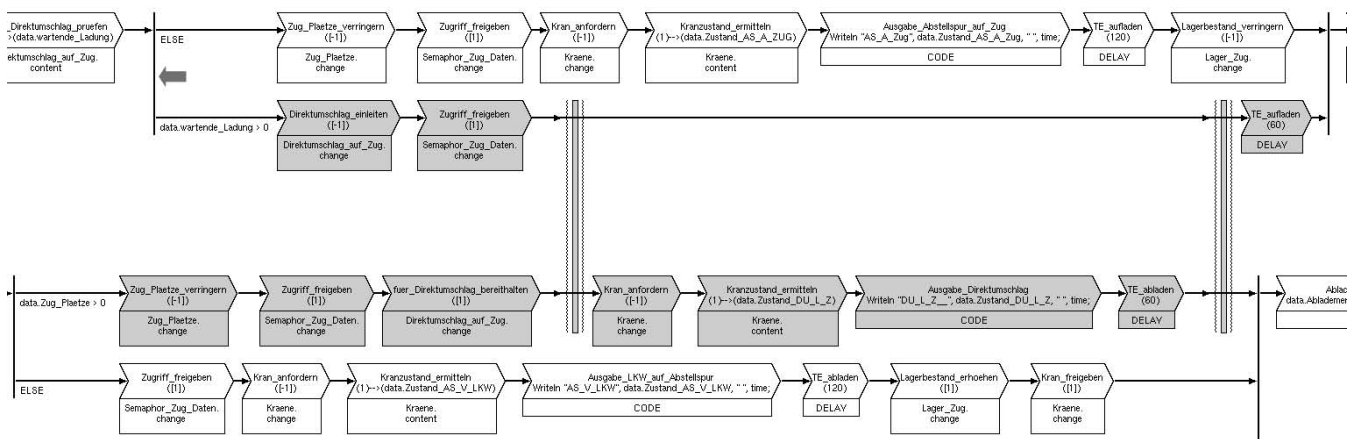 _Direktumschlag_pruefen
>(data.wartende_Ladung)
ektumschlag_auf_Zug.
content
ELSE
Zug_Plaetze_verringern
([-1])
Zug_Plaetze.
change
Zugriff_freigeben
([1])
Semaphor_Zug_Daten.
change
Kran_anfordern
([-1])
Kraene.
change
Kranzustand_ermitteln
(1)-->(data.Zustand_AS_A_ZUG)
Kraene.
content
Ausgabe_Abstellspur_auf_Zug
Writeln "AS_A_Zug", data.Zustand_AS_A_Zug, " ", time;
CODE
TE_aufladen
(120)
DELAY
Lagerbestand_verringern
([-1])
Lager_Zug.
change
data.wartende_Ladung > 0
Direktumschlag_einleiten
([-1])
Direktumschlag_auf_Zug.
change
Zugriff_freigeben
([1])
Semaphor_Zug_Daten.
change
TE_aufladen
(60)
DELAY
data.Zug_Plaetze > 0
Zug_Plaetze_verringern
([-1])
Zug_Plaetze.
change
Zugriff_freigeben
([1])
Semaphor_Zug_Daten.
change
fuer_Direktumschlag_bereithalten
([1])
Direktumschlag_auf_Zug.
change
Kran_anfordern
([-1])
Kraene.
change
Kranzustand_ermitteln
(1)-->(data.Zustand_DU_L_Z)
Kraene.
content
Ausgabe_Direktumschlag
Writeln "DU_L_Z__", data.Zustand_DU_L_Z, " ", time;
CODE
TE_abladen
(60)
DELAY
Ablac
data.Ablademer
ELSE
Zugriff_freigeben
([1])
Semaphor_Zug_Daten.
change
Kran_anfordern
([-1])
Kraene.
change
Kranzustand_ermitteln
(1)-->(data.Zustand_AS_V_LKW)
Kraene.
content
Ausgabe_LKW_auf_Abstellspur
Writeln "AS_V_LKW", data.Zustand_AS_V_LKW, " ", time;
CODE
TE_abladen
(120)
DELAY
Lagerbestand_erhoehen
([1])
Lager_Zug.
change
Kran_freigeben
([1])
Kraene.
change